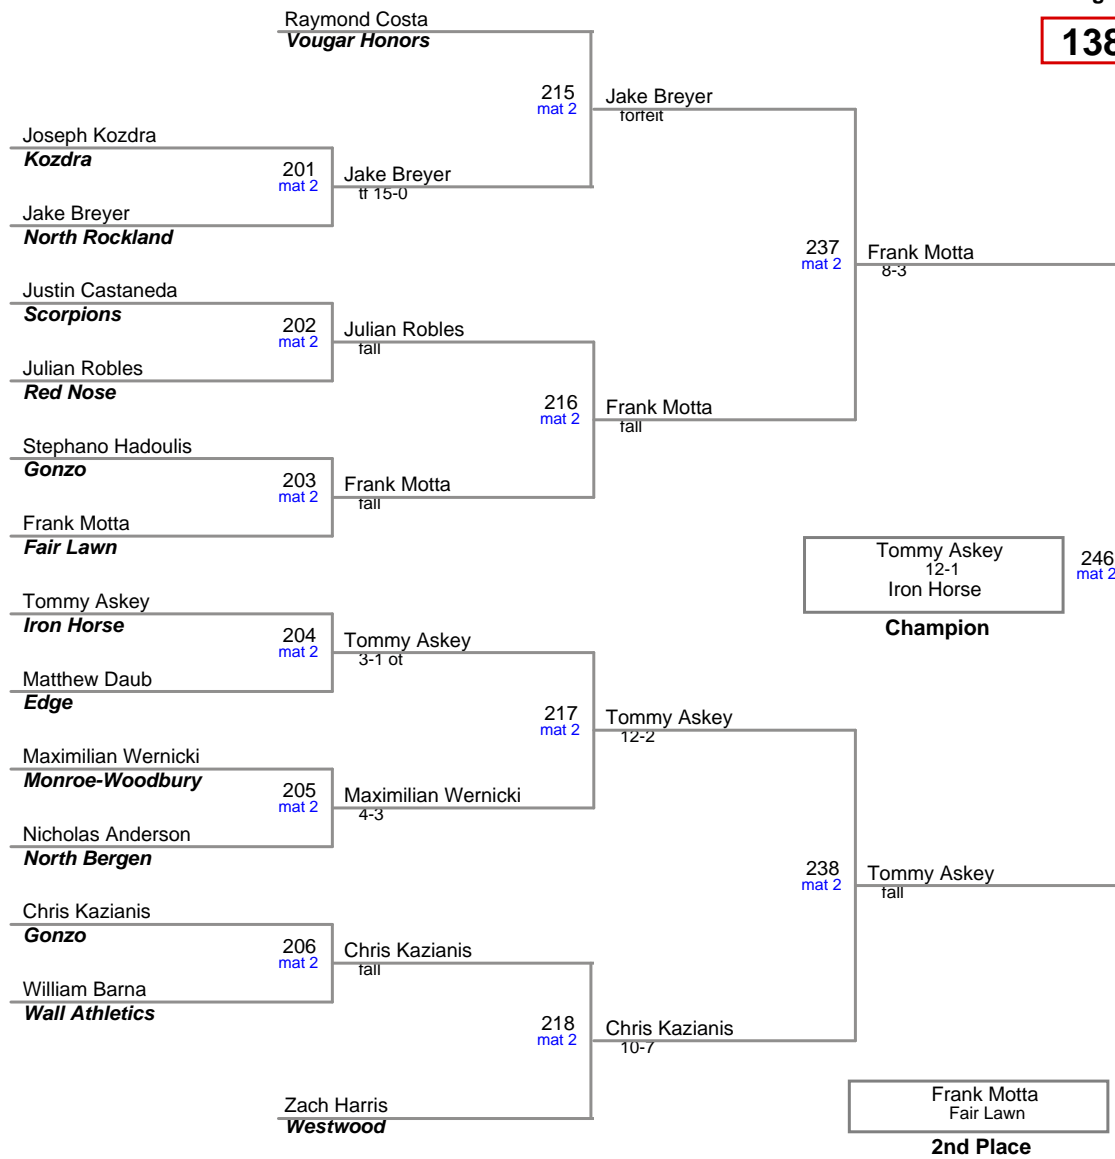 Raymond Costa
Vougar Honors
138
215
mat 2
Jake Breyer
forfeit
Joseph Kozdra
Kozdra
201
mat 2
Jake Breyer
tf 15-0
Jake Breyer
North Rockland
237
mat 2
Frank Motta
8-3
Justin Castaneda
Scorpions
202
mat 2
Julian Robles
fall
Julian Robles
Red Nose
216
mat 2
Frank Motta
fall
Stephano Hadoulis
Gonzo
203
mat 2
Frank Motta
fall
Frank Motta
Fair Lawn
Tommy Askey
12-1
Iron Horse
246
mat 2
Champion
Tommy Askey
Iron Horse
204
mat 2
Tommy Askey
3-1 ot
Matthew Daub
Edge
217
mat 2
Tommy Askey
12-2
Maximilian Wernicki
Monroe-Woodbury
205
mat 2
Maximilian Wernicki
4-3
Nicholas Anderson
North Bergen
238
mat 2
Tommy Askey
fall
Chris Kazianis
Gonzo
206
mat 2
Chris Kazianis
fall
William Barna
Wall Athletics
218
mat 2
Chris Kazianis
10-7
Zach Harris
Westwood
Frank Motta
Fair Lawn
2nd Place